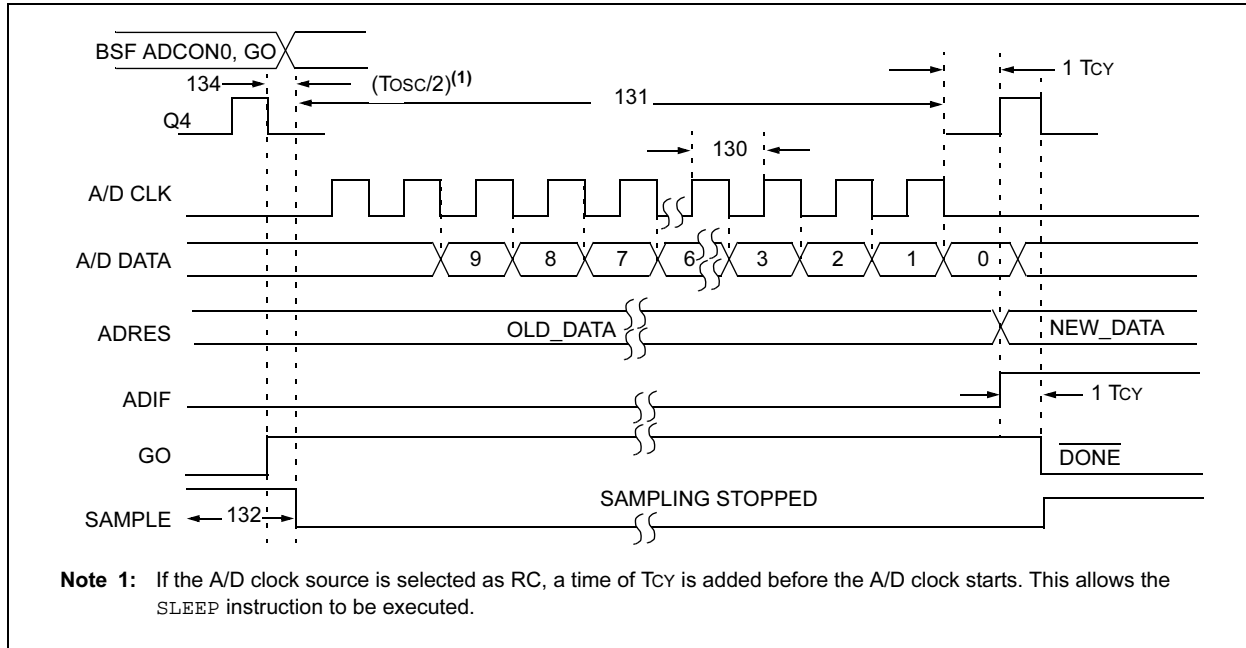 BSF ADCON0, GO
134 (TOSC/2)(1) 131 1 TCY
Q4
130
A/D CLK
A/D DATA 9 8 7 6 3 2 1 0
ADRES OLD_DATA NEW_DATA
ADIF 1 TCY
GO DONE
SAMPLE 132 SAMPLING STOPPED
Note 1: If the A/D clock source is selected as RC, a time of TCY is added before the A/D clock starts. This allows the
SLEEP instruction to be executed.